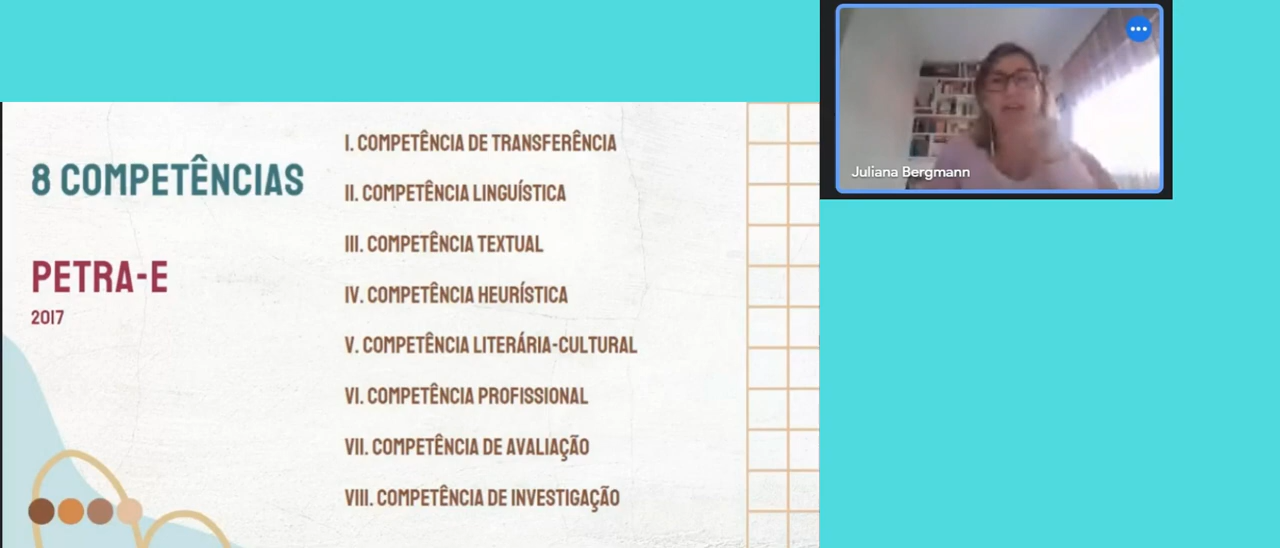 8 COMPETÊNCIAS
PETRA-E
2017
I. COMPETÊNCIA DE TRANSFERÊNCIA
II. COMPETÊNCIA LINGUÍSTICA
III. COMPETÊNCIA TEXTUAL
IV. COMPETÊNCIA HEURÍSTICA
V. COMPETÊNCIA LITERÁRIA-CULTURAL
VI. COMPETÊNCIA PROFISSIONAL
VII. COMPETÊNCIA DE AVALIAÇÃO
VIII. COMPETÊNCIA DE INVESTIGAÇÃO
Juliana Bergmann